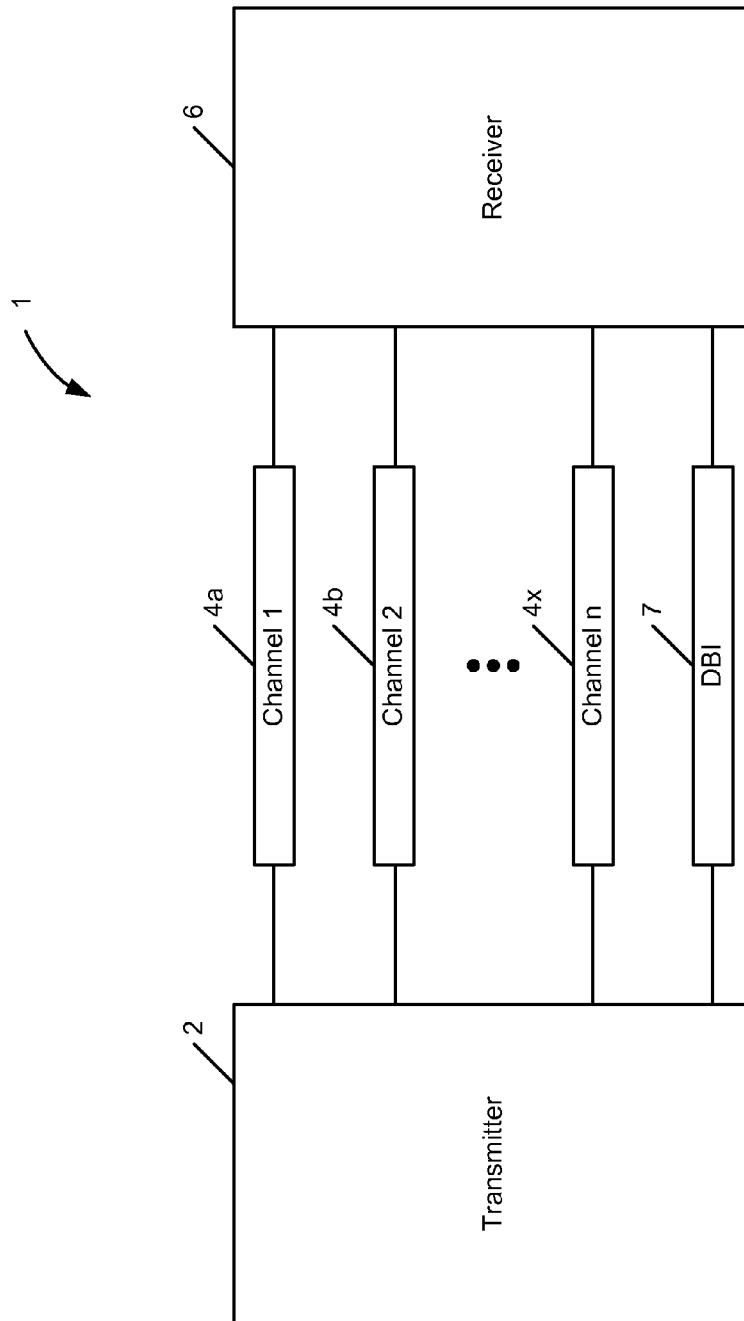 1
2
Transmitter
4a
Channel 1
4b
Channel 2
4x
Channel n
7
DBI
6
Receiver